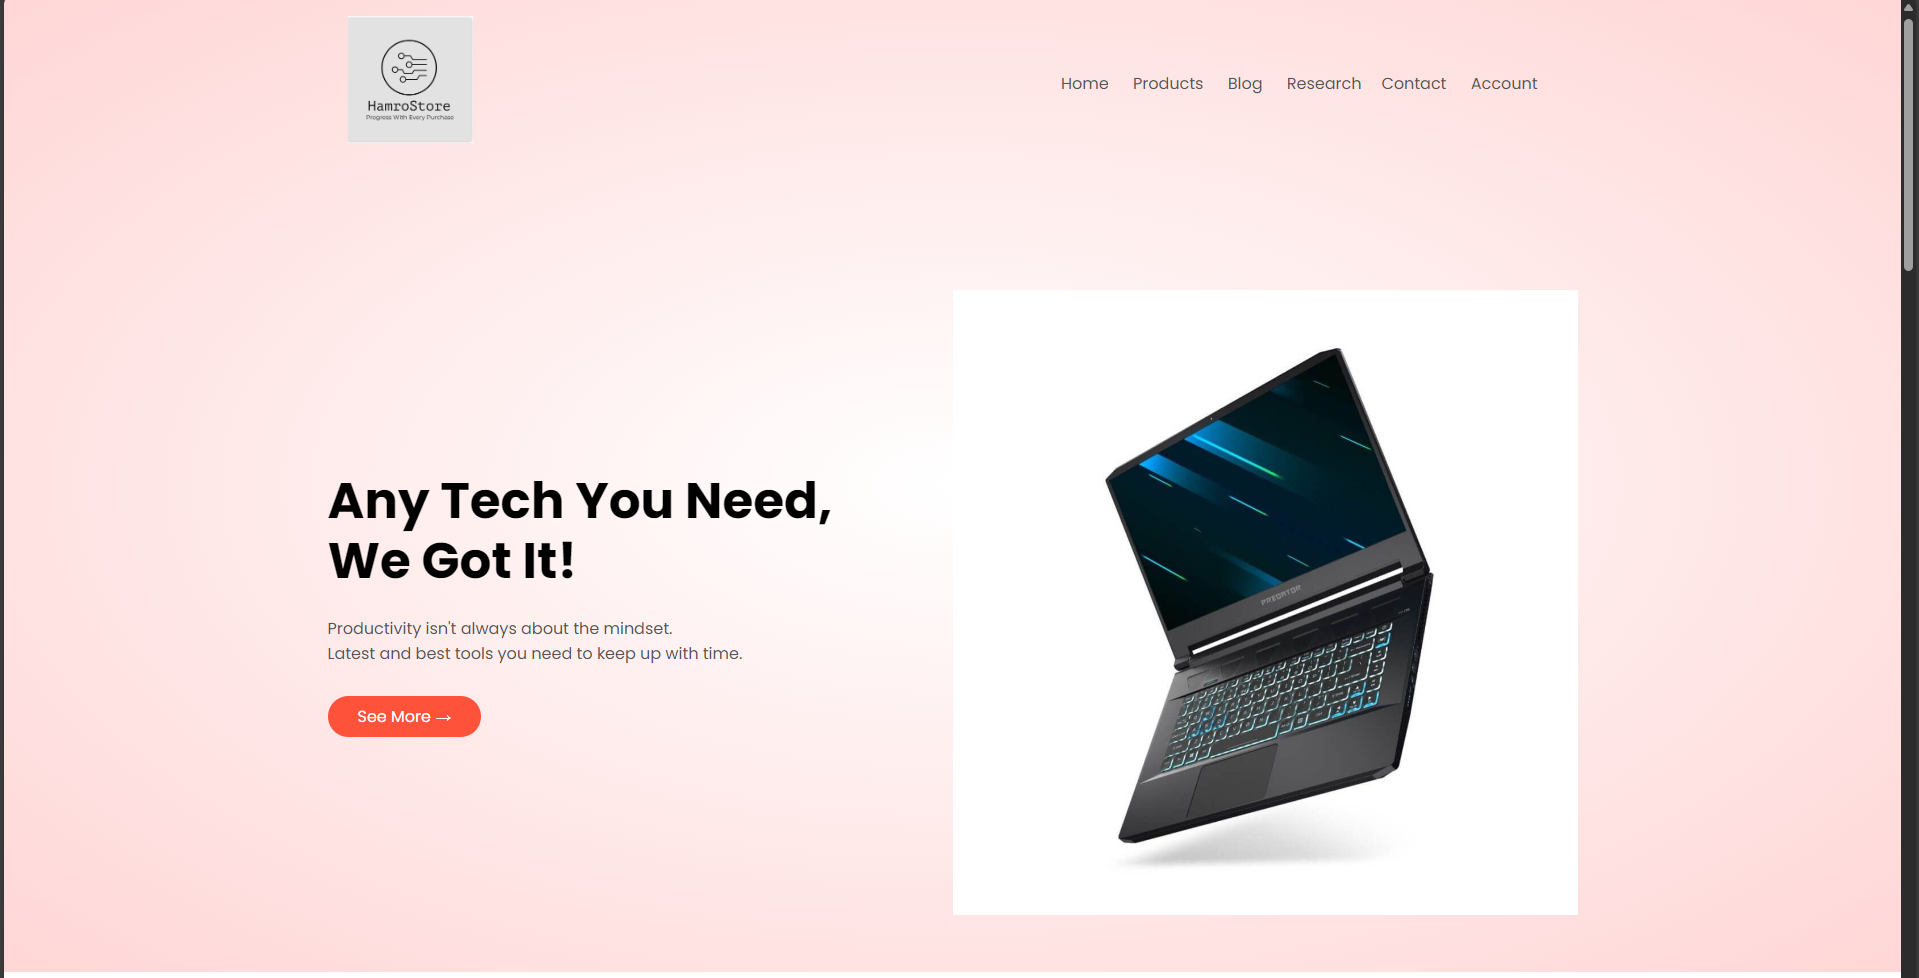 HamroStore
Progress With Every Purchase
Home Products Blog Research Contact Account
Any Tech You Need,
We Got It!
Productivity isn't always about the mindset.
Latest and best tools you need to keep up with time.
See More →
PREDATOR